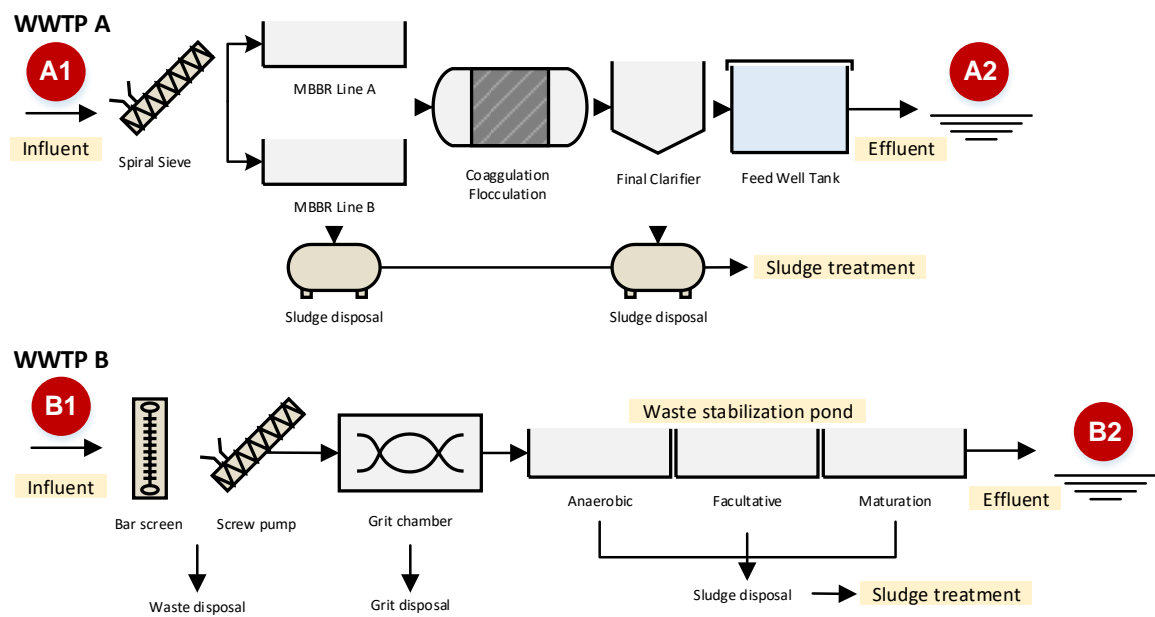 WWTP A
A1
Influent
Spiral Sieve
MBBR Line A
MBBR Line B
Coaggulation
Flocculation
Final Clarifier
Feed Well Tank
Effluent
A2
Sludge disposal
Sludge disposal
Sludge treatment
WWTP B
B1
Influent
Bar screen
Screw pump
Grit chamber
Waste stabilization pond
Anaerobic
Facultative
Maturation
Effluent
B2
Waste disposal
Grit disposal
Sludge disposal
Sludge treatment